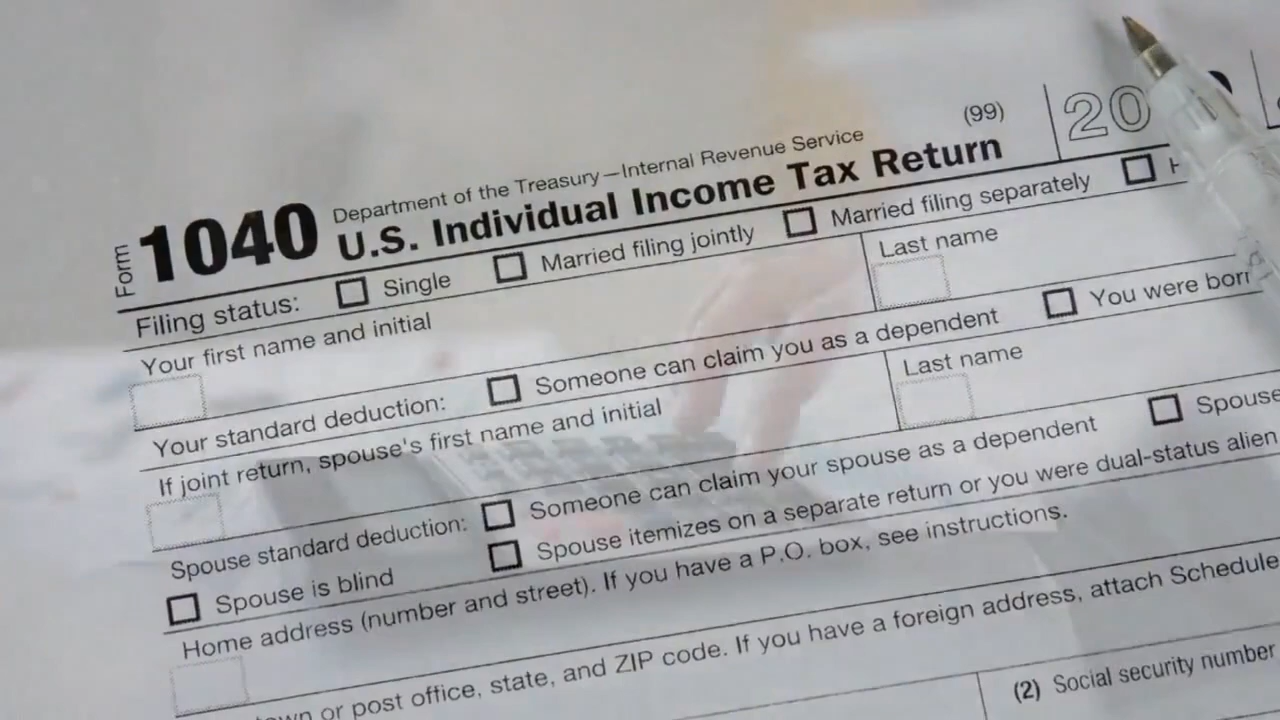 Form 1040
Department of the Treasury—Internal Revenue Service (99)
U.S. Individual Income Tax Return
20
Filing status: Single Married filing jointly Married filing separately
Your first name and initial Last name
Your standard deduction: Someone can claim you as a dependent You were born
If joint return, spouse's first name and initial Last name
Spouse standard deduction: Someone can claim your spouse as a dependent Spouse
Spouse is blind Spouse itemizes on a separate return or you were dual-status alien
Home address (number and street). If you have a P.O. box, see instructions.
or post office, state, and ZIP code. If you have a foreign address, attach Schedule
(2) Social security number